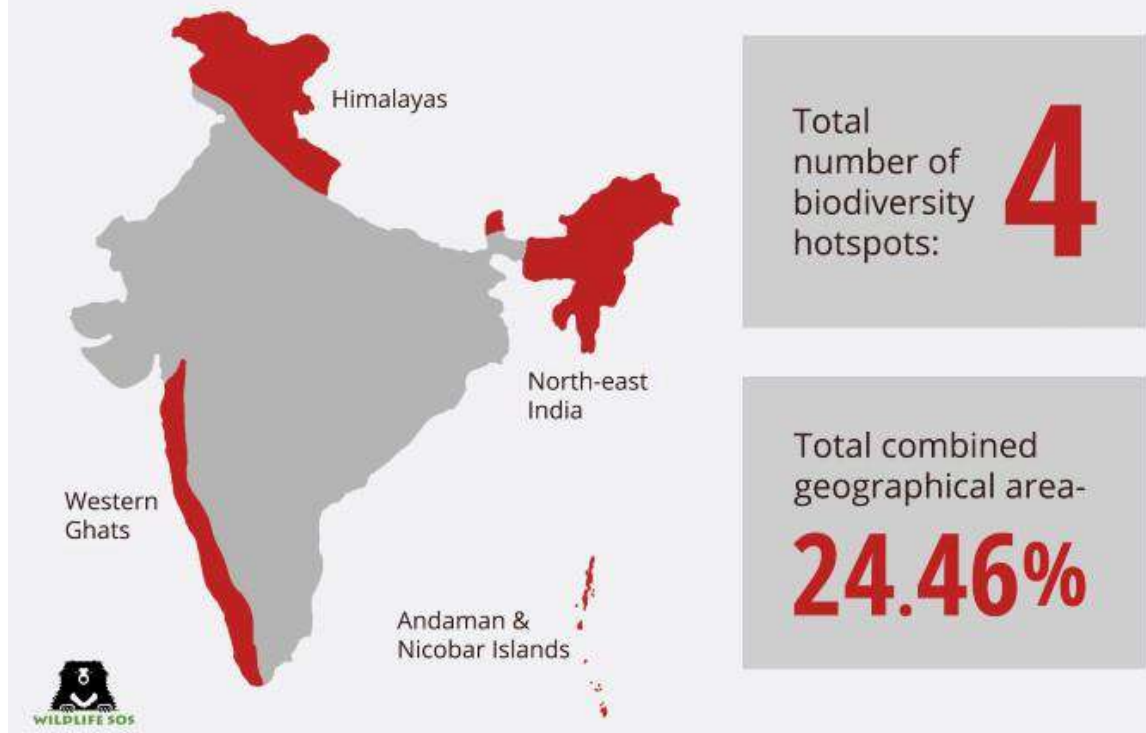 Himalayas
North-east
India
Western
Ghats
Andaman &
Nicobar Islands
WILDLIFE SOS
Total
number of
biodiversity
hotspots:
4
Total combined
geographical area-
24.46%